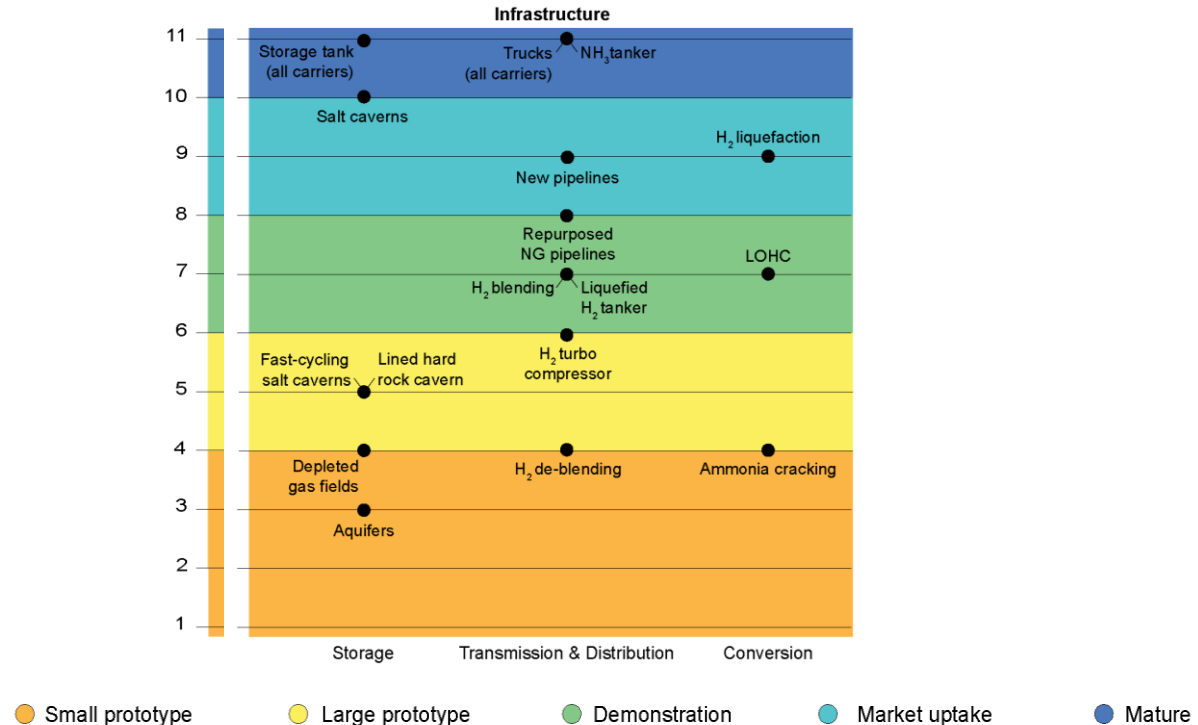 Infrastructure
11
Storage tank
(all carriers)
Trucks
(all carriers)
NH3 tanker
10
Salt caverns
H2 liquefaction
9
New pipelines
8
Repurposed
NG pipelines
LOHC
7
H2 blending
Liquefied
H2 tanker
6
H2 turbo
compressor
Fast-cycling
salt caverns
Lined hard
rock cavern
5
4
Depleted
gas fields
H2 de-blending
Ammonia cracking
3
Aquifers
2
1
Storage
Transmission & Distribution
Conversion
Small prototype
Large prototype
Demonstration
Market uptake
Mature